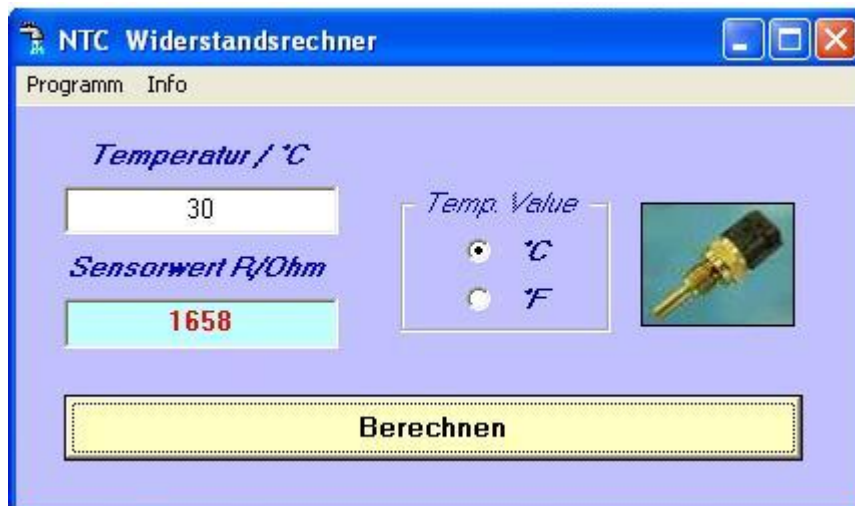 NTC Widerstandsrechner
Programm Info
Temperatur / °C
30
Sensorwert R/Ohm
1658
Temp. Value
°C
°F
Berechnen